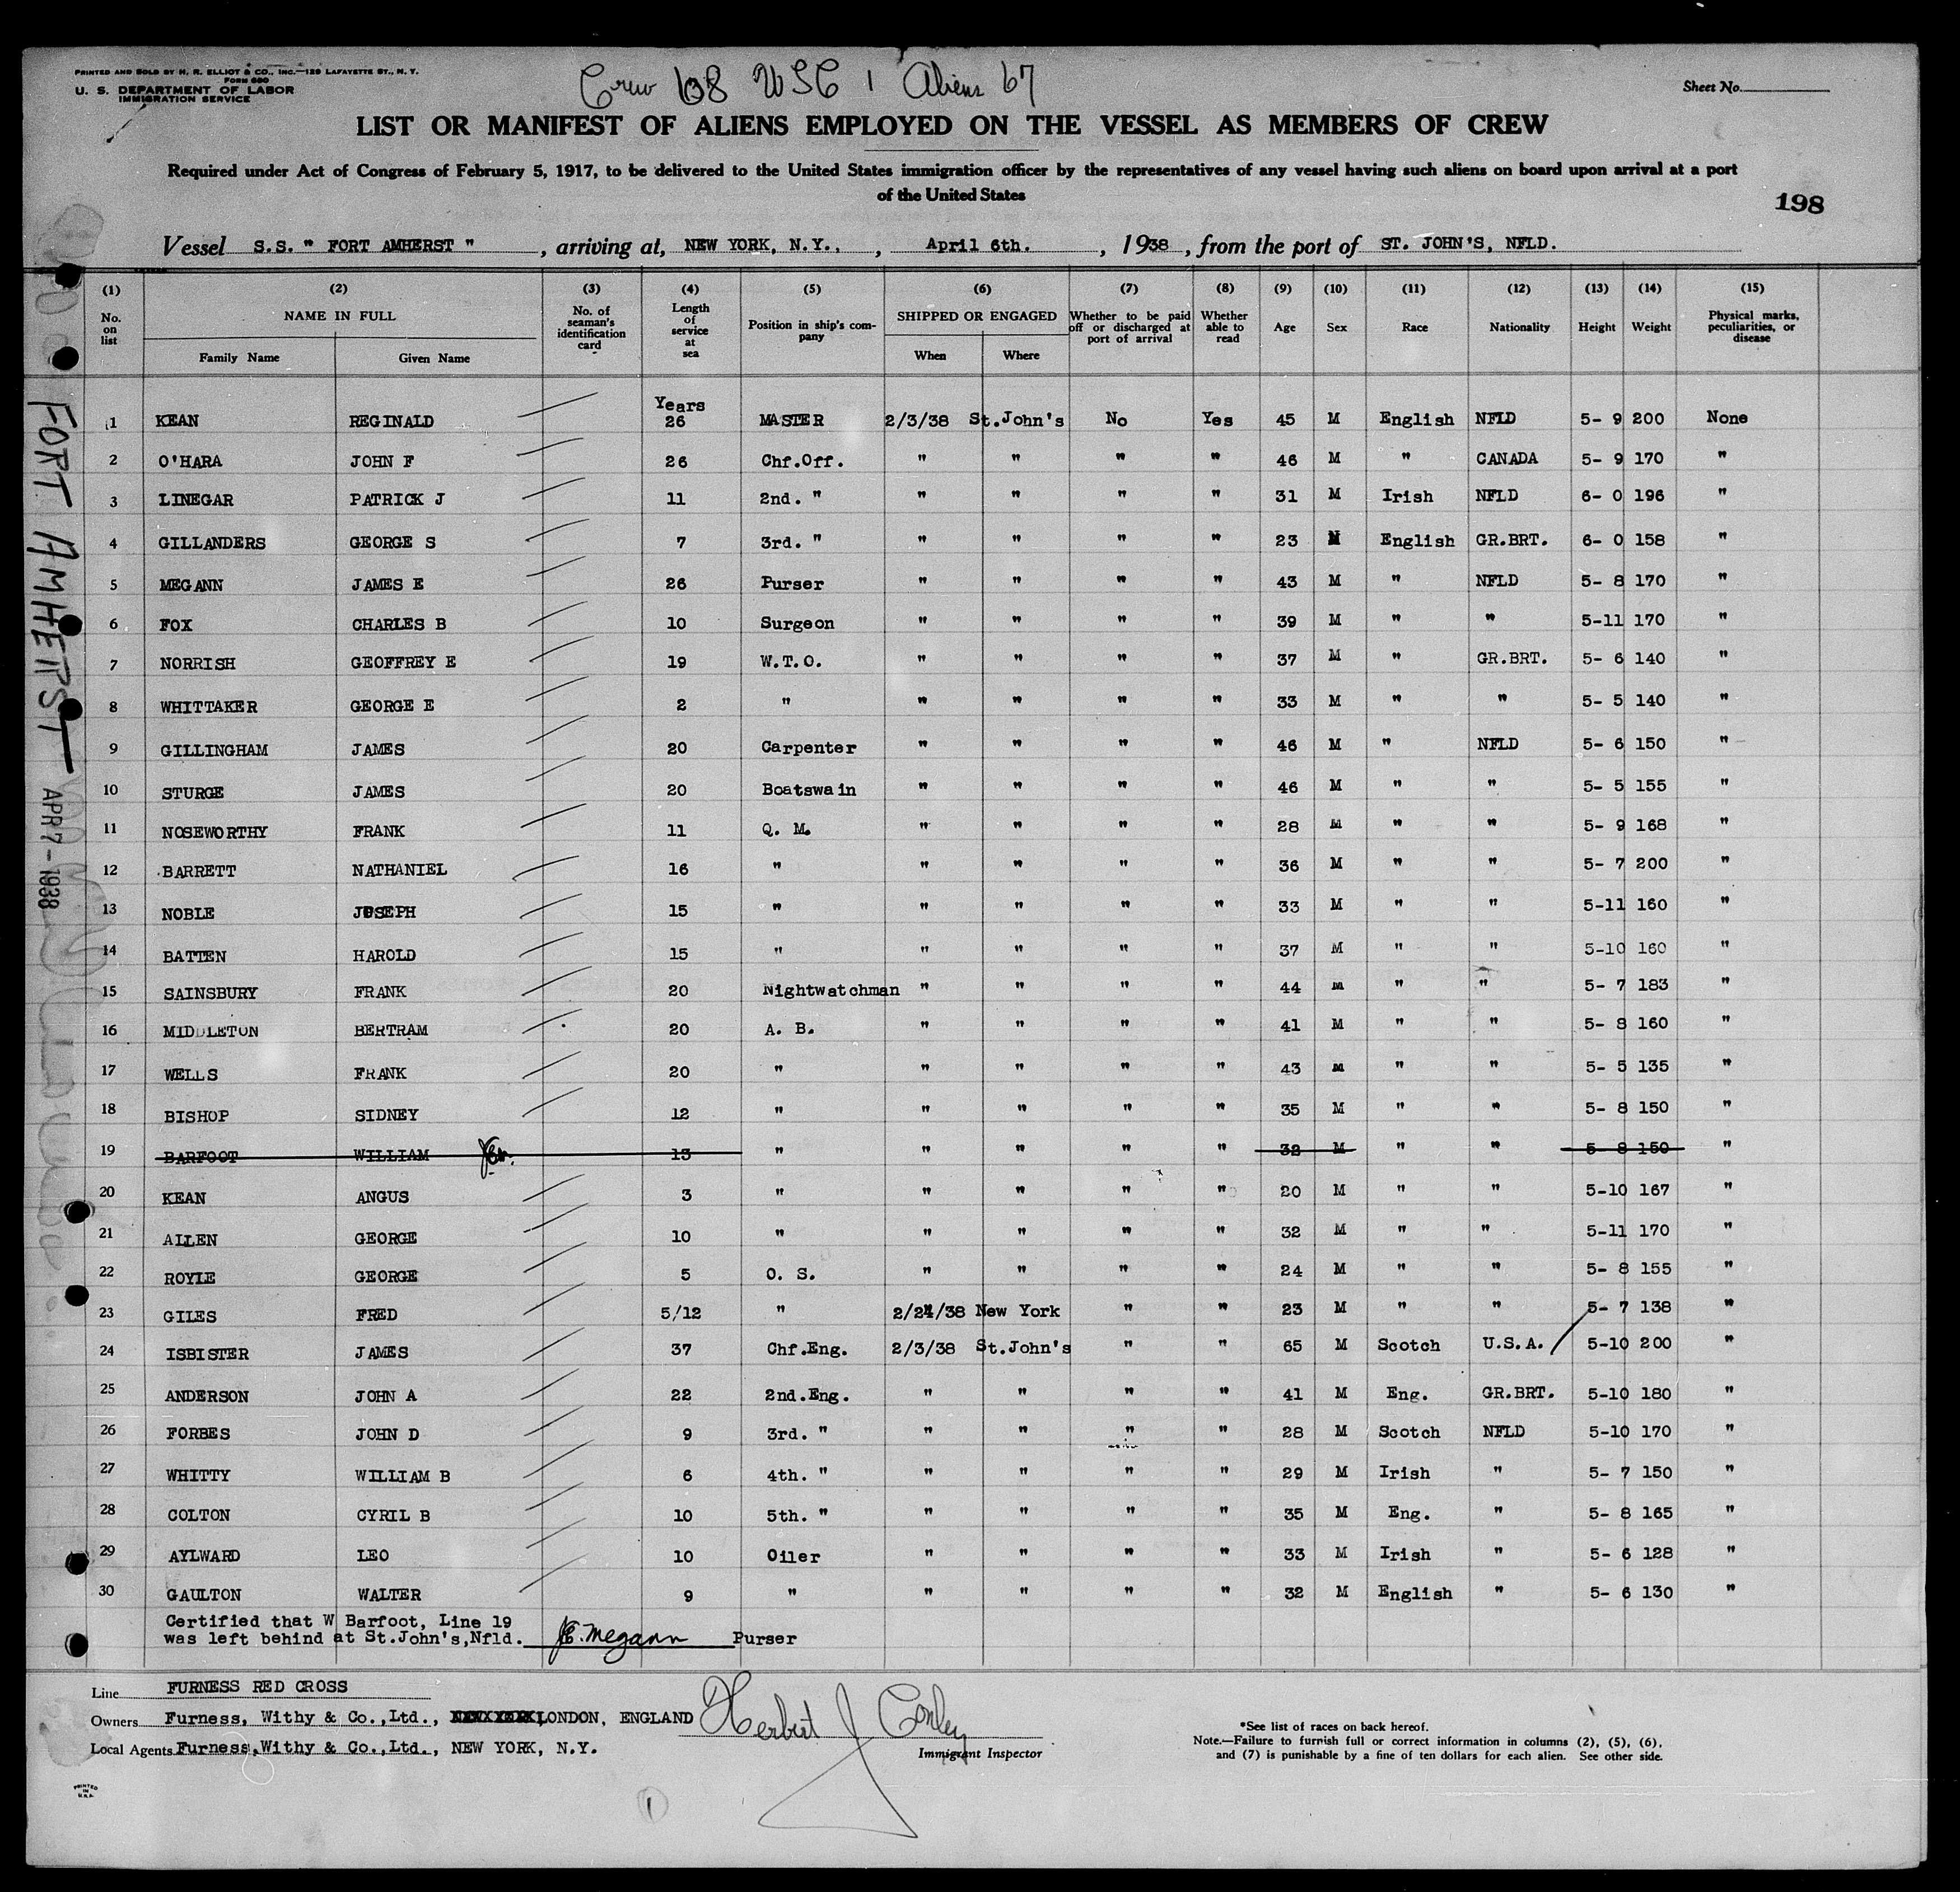 PRINTED AND SOLD BY H. R. ELLIOT & CO., INC.—129 LAFAYETTE ST., N. Y.
FORM 680
U. S. DEPARTMENT OF LABOR
IMMIGRATION SERVICE
Crew 68 USC 1 Aliens 67
Sheet No.
LIST OR MANIFEST OF ALIENS EMPLOYED ON THE VESSEL AS MEMBERS OF CREW
Required under Act of Congress of February 5, 1917, to be delivered to the United States immigration officer by the representatives of any vessel having such aliens on board upon arrival at a port
of the United States
198
Vessel S.S. " FORT AMHERST " , arriving at, NEW YORK, N.Y., , April 6th. , 1938 , from the port of ST. JOHN'S, NFLD.
(1) (2) (3) (4) (5) (6) (7) (8) (9) (10) (11) (12) (13) (14) (15)
No. on list NAME IN FULL Family Name Given Name No. of seaman's identification card Length of service at sea Position in ship's company SHIPPED OR ENGAGED When Where Whether to be paid off or discharged at port of arrival Whether able to read Age Sex Race Nationality Height Weight Physical marks, peculiarities, or disease
Years
1 KEAN REGINALD 26 MASTER 2/3/38 St.John's No Yes 45 M English NFLD 5- 9 200 None
2 O'HARA JOHN F 26 Chf.Off. " " " " 46 M " CANADA 5- 9 170 "
3 LINEGAR PATRICK J 11 2nd. " " " " " 31 M Irish NFLD 6- 0 196 "
4 GILLANDERS GEORGE S 7 3rd. " " " " " 23 M English GR.BRT. 6- 0 158 "
5 MEGANN JAMES E 26 Purser " " " " 43 M " NFLD 5- 8 170 "
6 FOX CHARLES B 10 Surgeon " " " " 39 M " " 5-11 170 "
7 NORRISH GEOFFREY E 19 W.T.O. " " " " 37 M " GR.BRT. 5- 6 140 "
8 WHITTAKER GEORGE E 2 " " " " " 33 M " " 5- 5 140 "
9 GILLINGHAM JAMES 20 Carpenter " " " " 46 M " NFLD 5- 6 150 "
10 STURGE JAMES 20 Boatswain " " " " 46 M " " 5- 5 155 "
11 NOSEWORTHY FRANK 11 Q. M. " " " " 28 M " " 5- 9 168 "
12 BARRETT NATHANIEL 16 " " " " " 36 M " " 5- 7 200 "
13 NOBLE JOSEPH 15 " " " " " 33 M " " 5-11 160 "
14 BATTEN HAROLD 15 " " " " " 37 M " " 5-10 160 "
15 SAINSBURY FRANK 20 Nightwatchman " " " " 44 M " " 5- 7 183 "
16 MIDDLETON BERTRAM 20 A. B. " " " " 41 M " " 5- 8 160 "
17 WELLS FRANK 20 " " " " " 43 M " " 5- 5 135 "
18 BISHOP SIDNEY 12 " " " " " 35 M " " 5- 8 150 "
19 BARFOOT WILLIAM 13 " " " " " 32 M " " 5- 8 150 "
20 KEAN ANGUS 3 " " " " " 20 M " " 5-10 167 "
21 ALLEN GEORGE 10 " " " " " 32 M " " 5-11 170 "
22 ROYLE GEORGE 5 O. S. " " " " 24 M " " 5- 8 155 "
23 GILES FRED 5/12 " 2/24/38 New York " " 23 M " " 5- 7 138 "
24 ISBISTER JAMES 37 Chf.Eng. 2/3/38 St.John's " " 65 M Scotch U.S.A. 5-10 200 "
25 ANDERSON JOHN A 22 2nd.Eng. " " " " 41 M Eng. GR.BRT. 5-10 180 "
26 FORBES JOHN D 9 3rd. " " " " " 28 M Scotch NFLD 5-10 170 "
27 WHITTY WILLIAM B 6 4th. " " " " " 29 M Irish " 5- 7 150 "
28 COLTON CYRIL B 10 5th. " " " " " 35 M Eng. " 5- 8 165 "
29 AYLWARD LEO 10 Oiler " " " " 33 M Irish " 5- 6 128 "
30 GAULTON WALTER 9 " " " " " 32 M English " 5- 6 130 "
Certified that W Barfoot, Line 19
was left behind at St.John's,Nfld. JE. Megann Purser
Line FURNESS RED CROSS
Owners Furness, Withy & Co.,Ltd., LONDON, ENGLAND
Local Agents Furness,Withy & Co.,Ltd., NEW YORK, N.Y.
Herbert J Conley
Immigrant Inspector
*See list of races on back hereof.
Note.—Failure to furnish full or correct information in columns (2), (5), (6),
and (7) is punishable by a fine of ten dollars for each alien. See other side.
PRINTED
IN
U.S.A.
1
FORT AMHERST
APR 7 - 1938